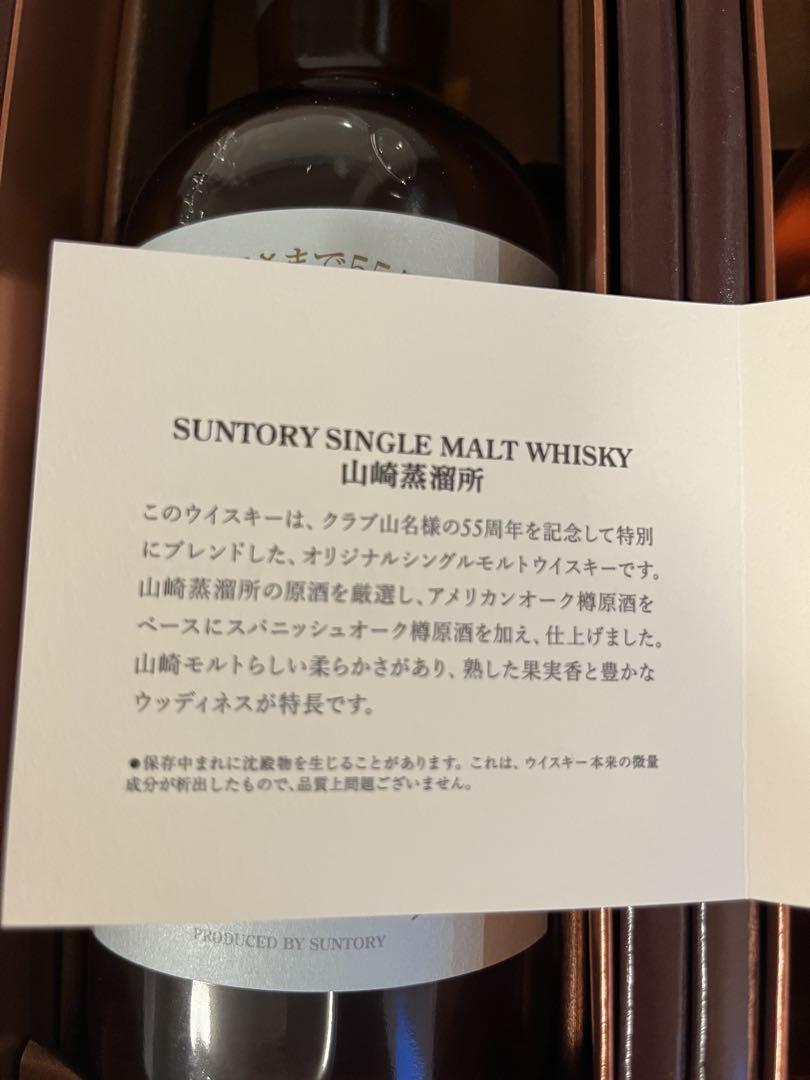 まで55
SUNTORY SINGLE MALT WHISKY
山崎蒸溜所
このウイスキーは、クラブ山名様の55周年を記念して特別
にブレンドした、オリジナルシングルモルトウイスキーです。
山崎蒸溜所の原酒を厳選し、アメリカンオーク樽原酒を
ベースにスパニッシュオーク樽原酒を加え、仕上げました。
山崎モルトらしい柔らかさがあり、熟した果実香と豊かな
ウッディネスが特長です。
●保存中まれに沈殿物を生じることがあります。これは、ウイスキー本来の微量
成分が析出したもので、品質上問題ございません。
PRODUCED BY SUNTORY